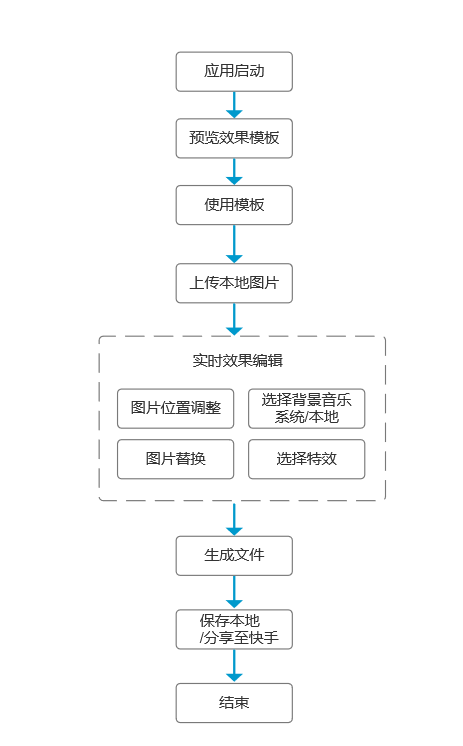 应用启动
预览效果模板
使用模板
上传本地图片
实时效果编辑
图片位置调整
选择背景音乐
系统/本地
图片替换
选择特效
生成文件
保存本地
/分享至快手
结束